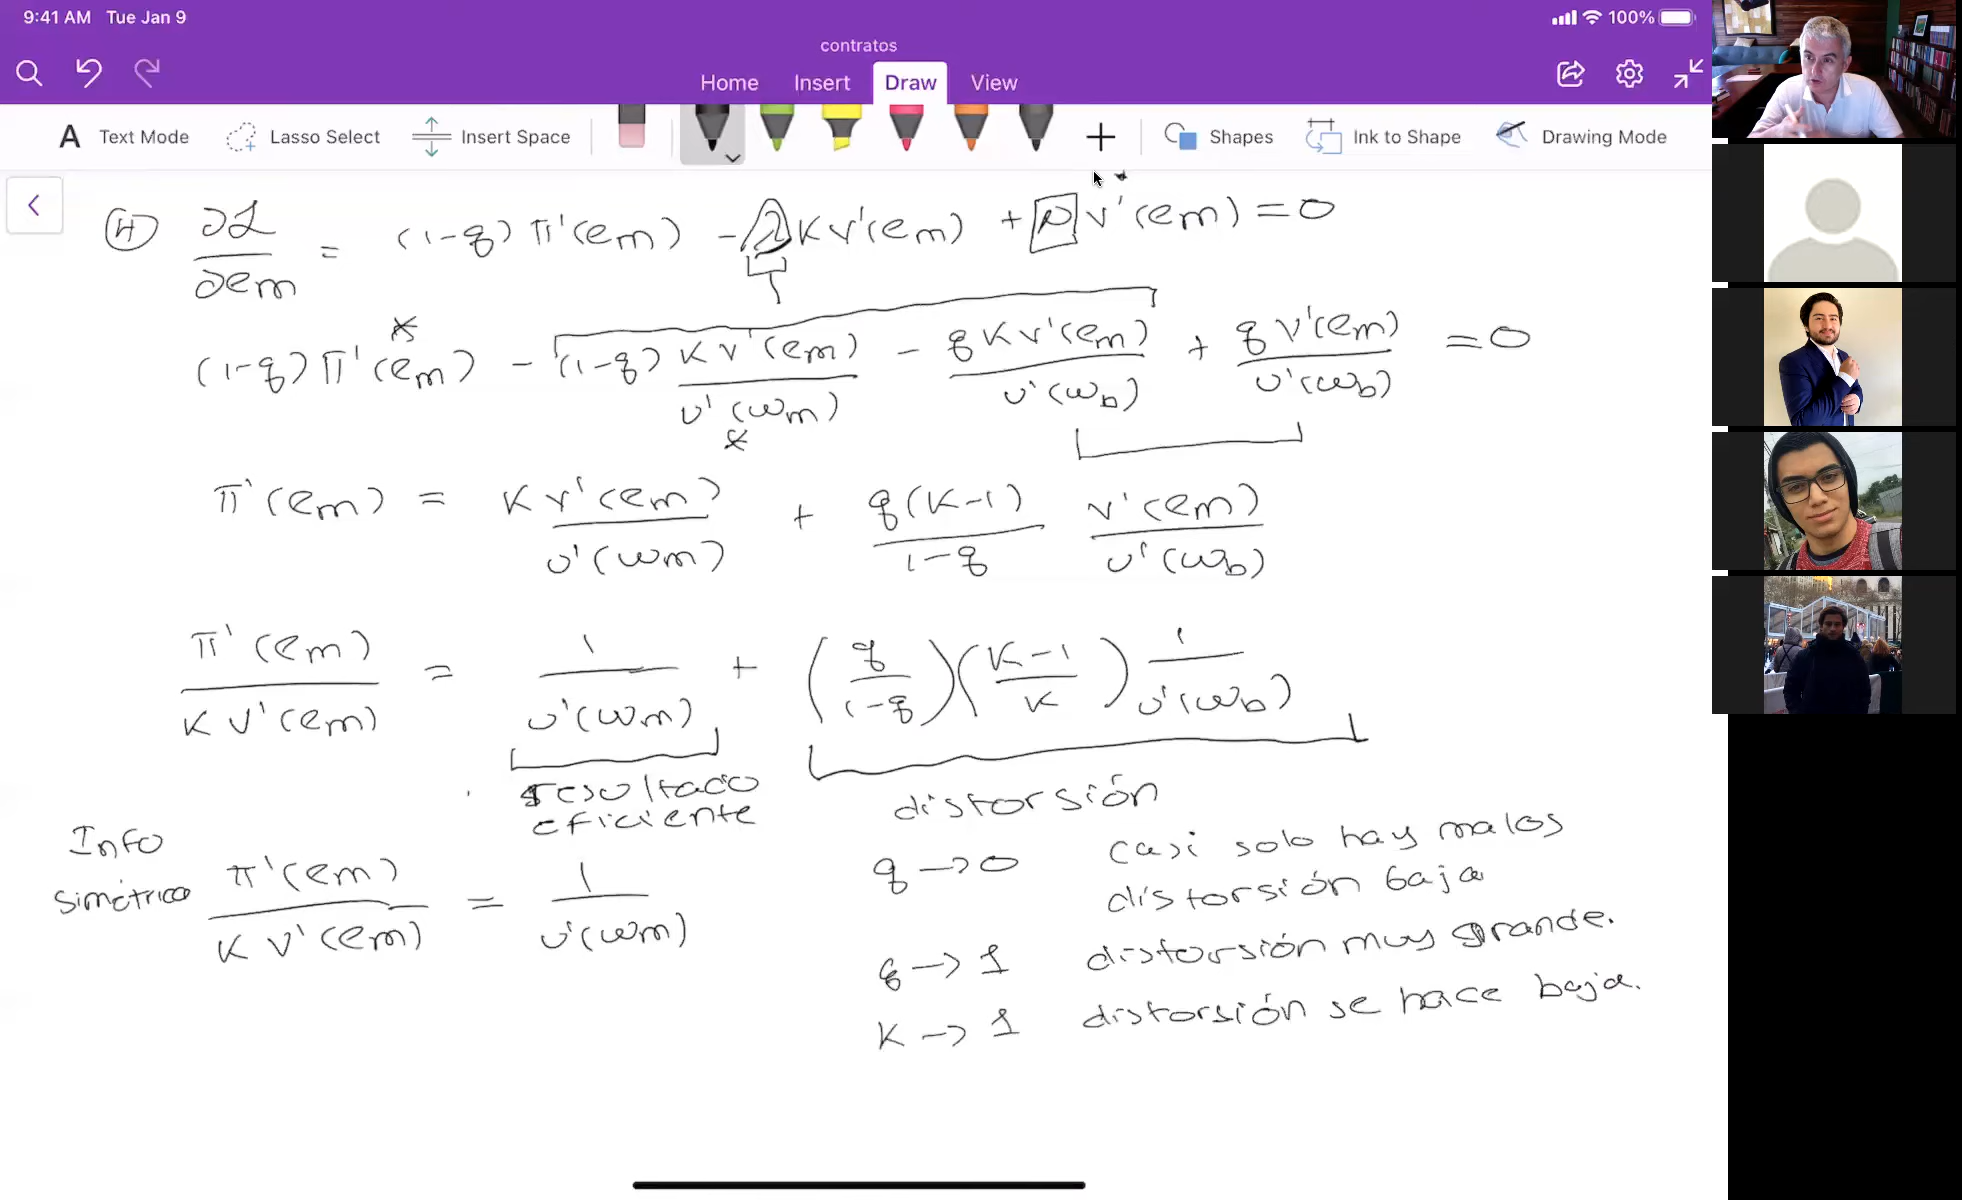 9:41 AM Tue Jan 9
100%
contratos
Home Insert Draw View
A Text Mode Lasso Select Insert Space Shapes Ink to Shape Drawing Mode
④ ∂ℒ/∂em = (1-q) π'(em) - λ K v'(em) + μ v'(em) = 0
(1-q) π'(em) - (1-q) K v'(em)/u'(wm) - q K v'(em)/u'(wb) + q v'(em)/u'(wb) = 0
π'(em) = K v'(em)/u'(wm) + q(K-1)/1-q v'(em)/u'(wb)
π'(em)/K v'(em) = 1/u'(wm) + (q/1-q)(K-1/K) 1/u'(wb)
resultado
eficiente
distorsión
Info
simétrica
π'(em)/K v'(em) = 1/u'(wm)
q → 0 casi solo hay malos
distorsión baja
q → 1 distorsión muy grande.
K → 1 distorsión se hace baja.